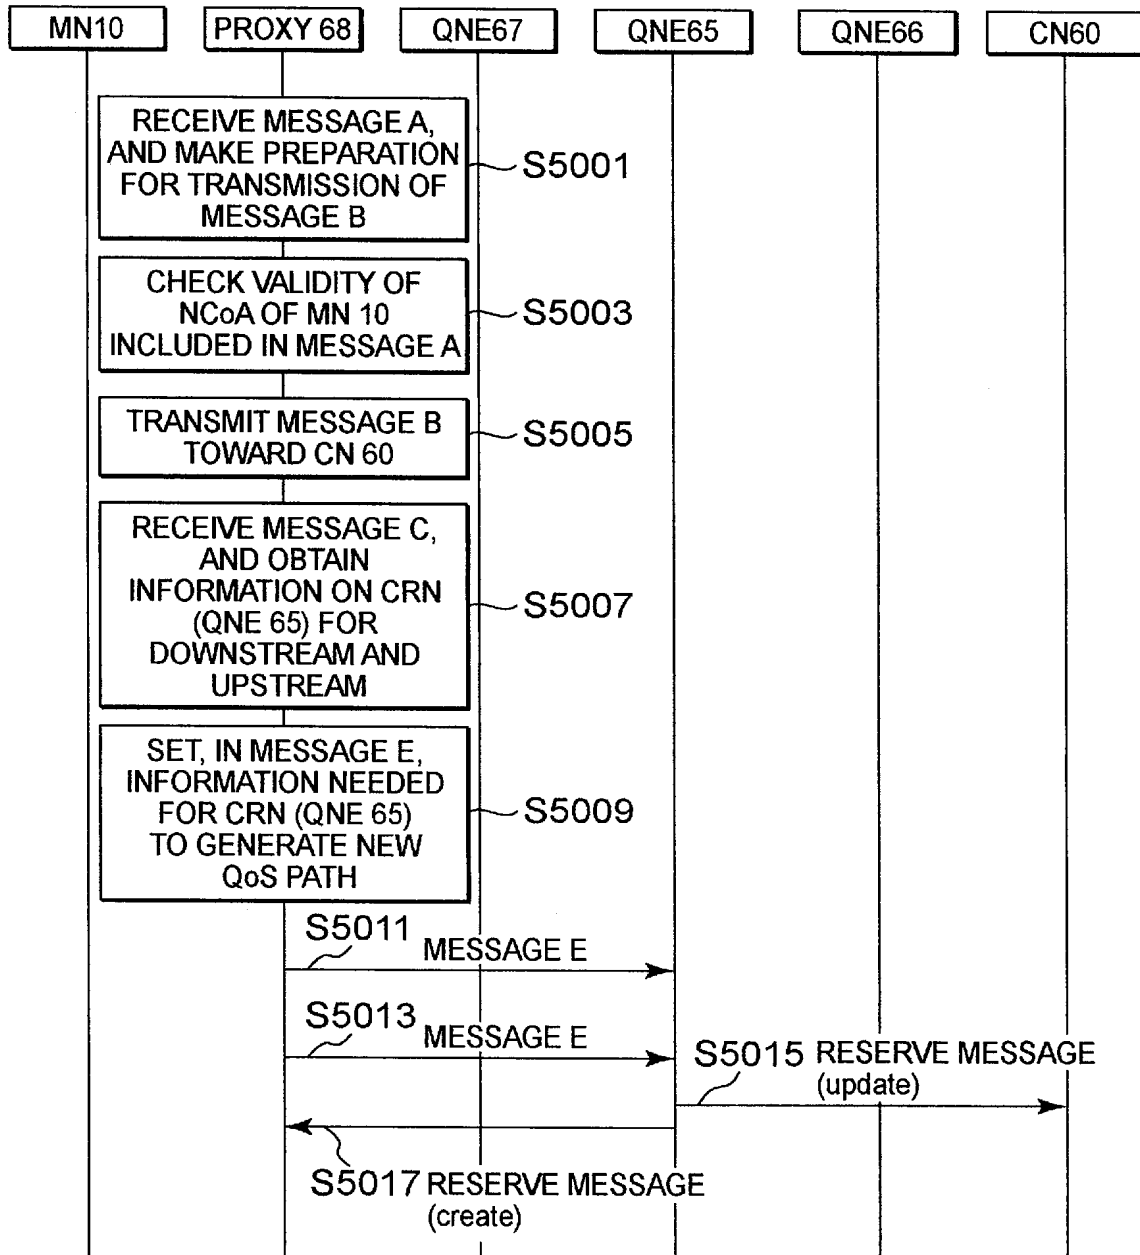 MN10
PROXY 68
QNE67
QNE65
QNE66
CN60
RECEIVE MESSAGE A,
AND MAKE PREPARATION
FOR TRANSMISSION OF
MESSAGE B
S5001
CHECK VALIDITY OF
NCoA OF MN 10
INCLUDED IN MESSAGE A
S5003
TRANSMIT MESSAGE B
TOWARD CN 60
S5005
RECEIVE MESSAGE C,
AND OBTAIN
INFORMATION ON CRN
(QNE 65) FOR
DOWNSTREAM AND
UPSTREAM
S5007
SET, IN MESSAGE E,
INFORMATION NEEDED
FOR CRN (QNE 65)
TO GENERATE NEW
QoS PATH
S5009
S5011
MESSAGE E
S5013
MESSAGE E
S5015 RESERVE MESSAGE
(update)
S5017 RESERVE MESSAGE
(create)